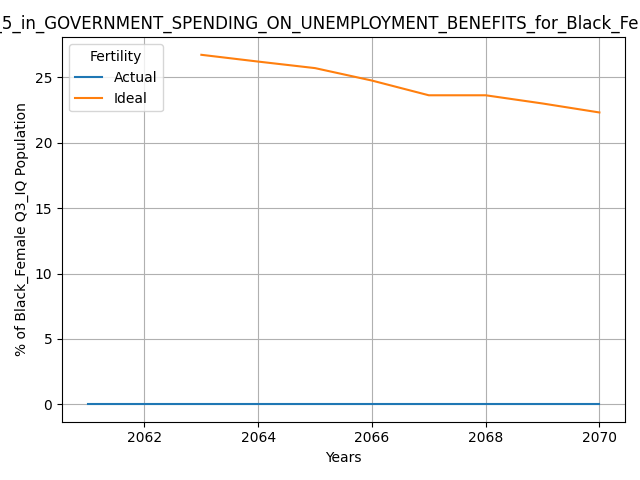 _5_in_GOVERNMENT_SPENDING_ON_UNEMPLOYMENT_BENEFITS_for_Black_Fe
Fertility
Actual
Ideal
% of Black_Female Q3_IQ Population
25
20
15
10
5
0
2062 2064 2066 2068 2070
Years